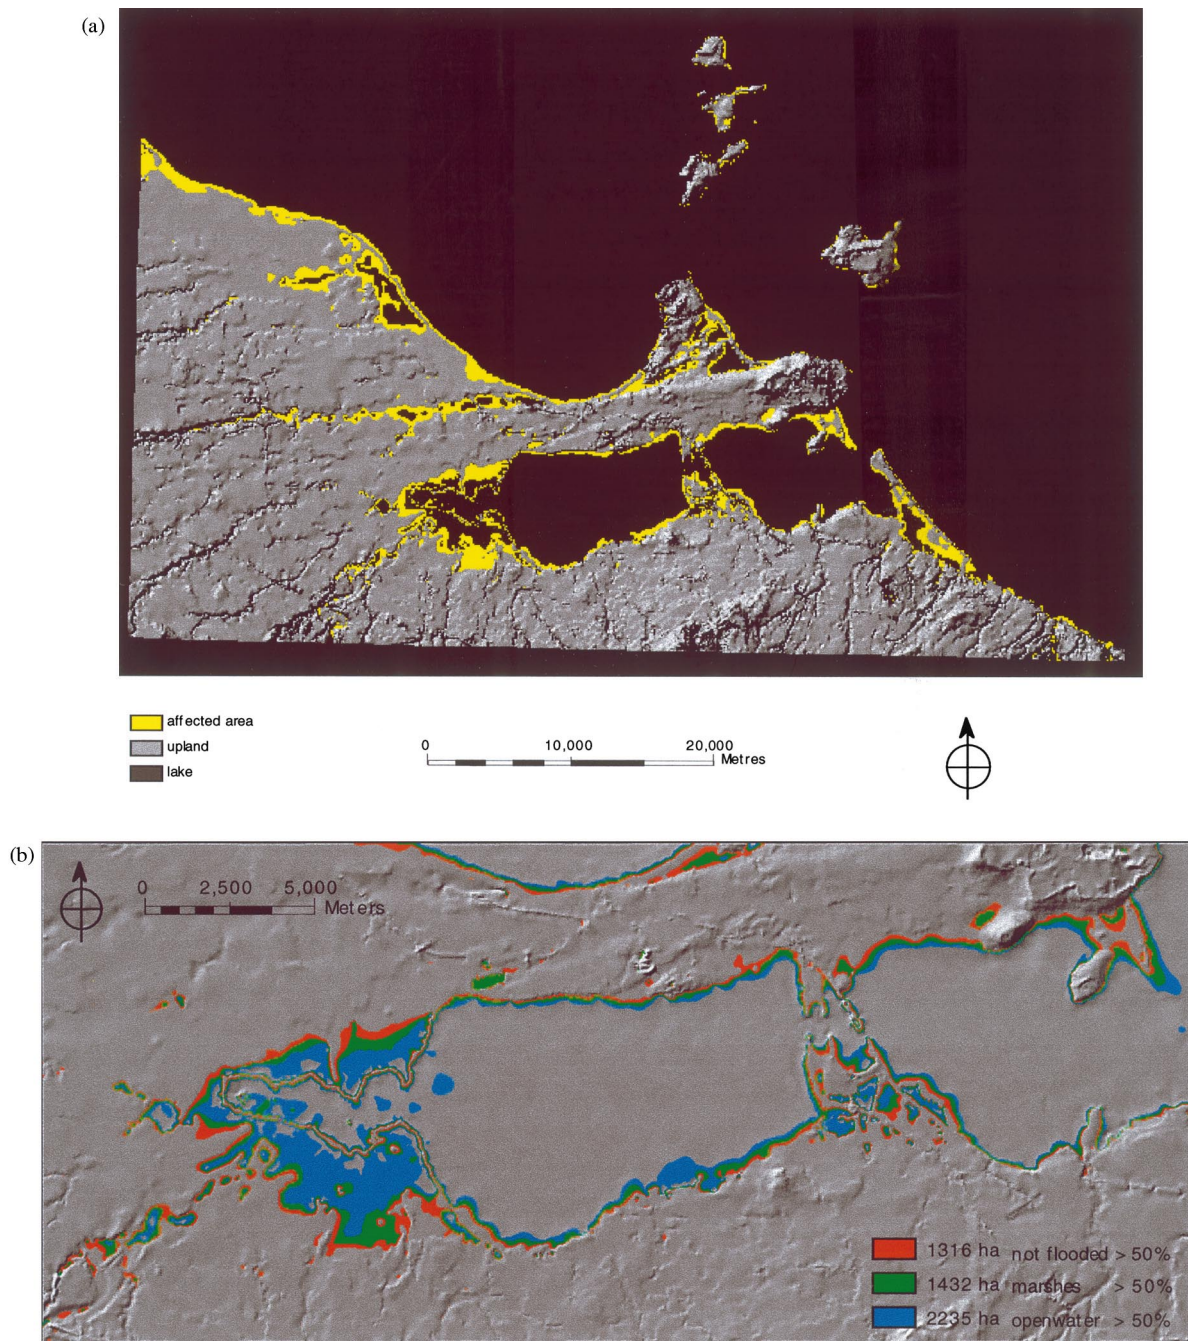 (a)
affected area
upland
lake
0 10,000 20,000
Metres
(b)
0 2,500 5,000
Meters
1316 ha not flooded > 50%
1432 ha marshes > 50%
2235 ha openwater > 50%